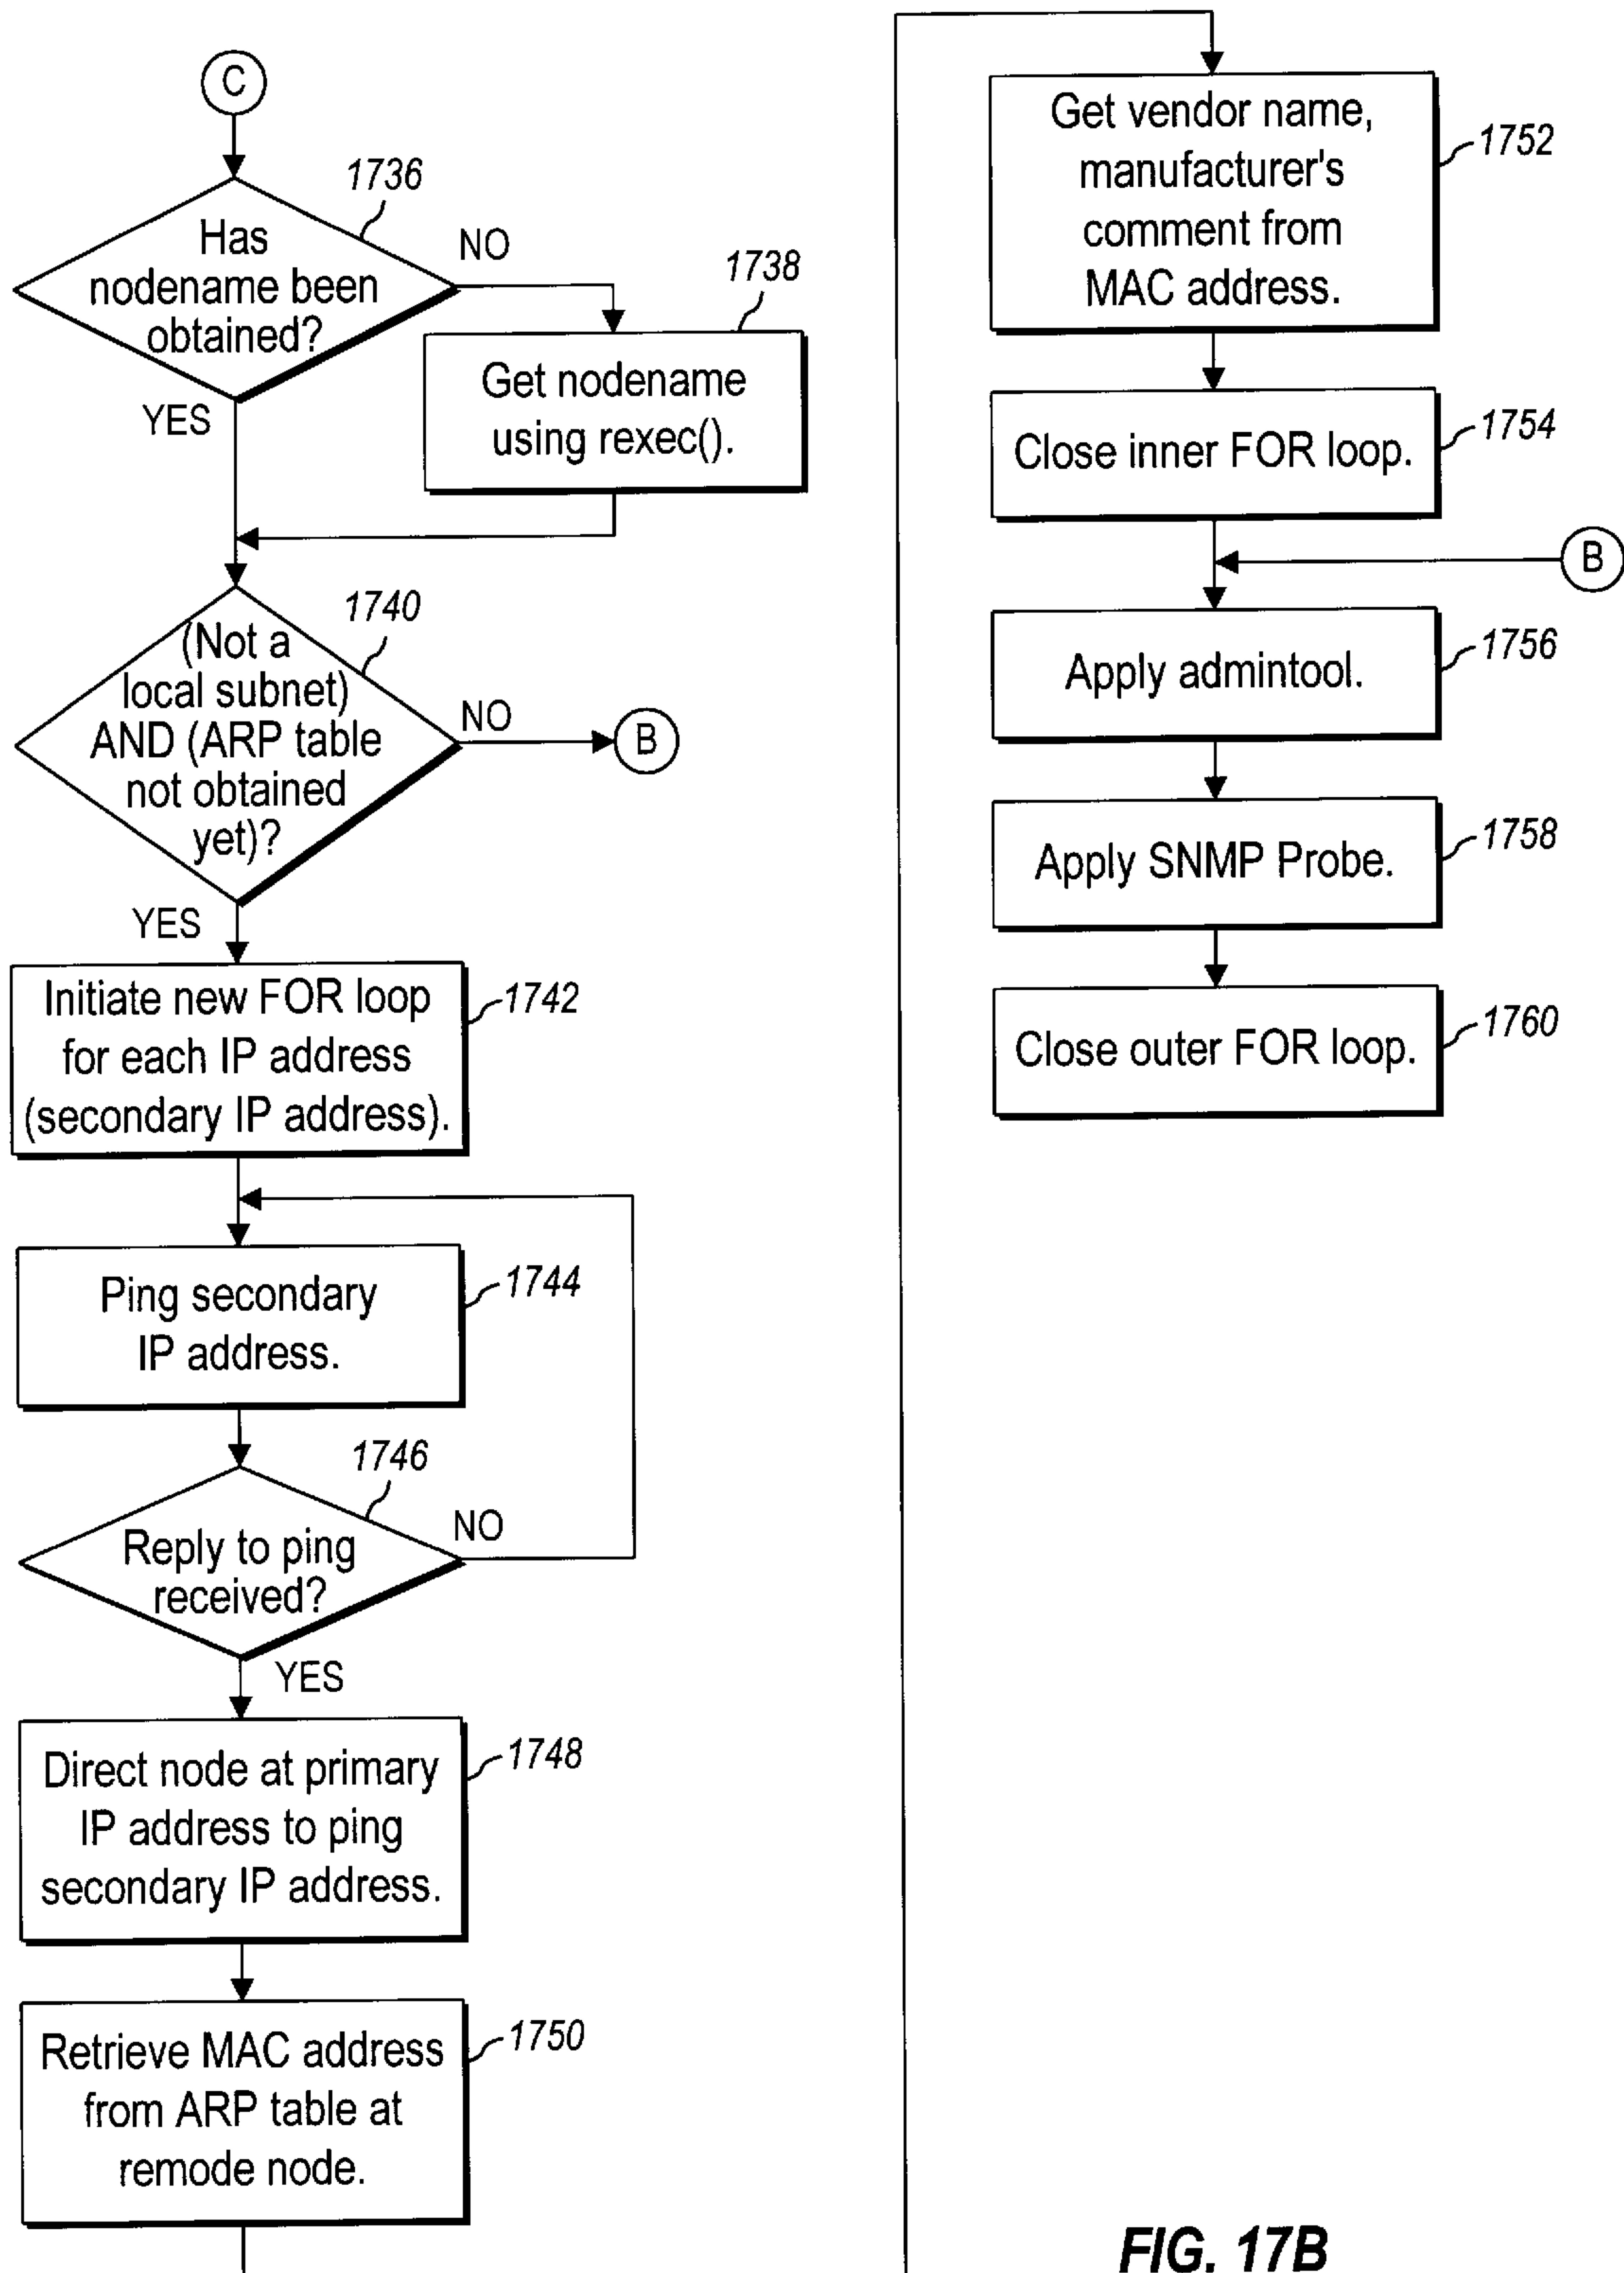 C
1736
Has
nodename been
obtained?
NO
YES
1738
Get nodename
using rexec().
1740
(Not a
local subnet)
AND (ARP table
not obtained
yet)?
NO
B
YES
Initiate new FOR loop
for each IP address
(secondary IP address).
1742
Ping secondary
IP address.
1744
1746
Reply to ping
received?
NO
YES
Direct node at primary
IP address to ping
secondary IP address.
1748
Retrieve MAC address
from ARP table at
remode node.
1750
Get vendor name,
manufacturer's
comment from
MAC address.
1752
Close inner FOR loop.
1754
B
Apply admintool.
1756
Apply SNMP Probe.
1758
Close outer FOR loop.
1760
FIG. 17B